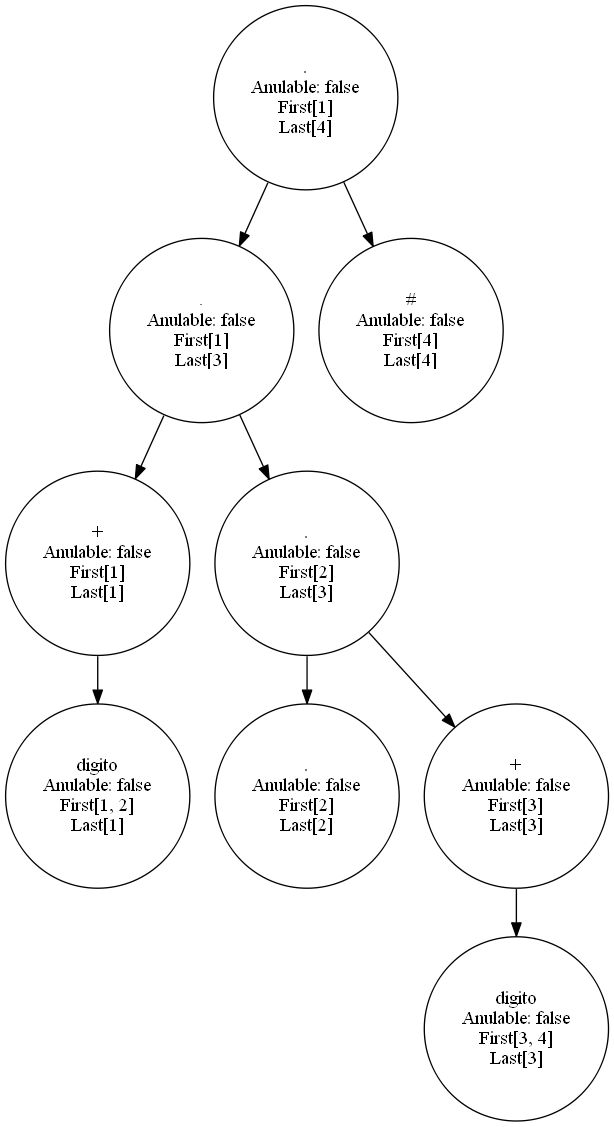 .
Anulable: false
First[1]
Last[4]
.
Anulable: false
First[1]
Last[3]
#
Anulable: false
First[4]
Last[4]
+
Anulable: false
First[1]
Last[1]
.
Anulable: false
First[2]
Last[3]
digito
Anulable: false
First[1, 2]
Last[1]
.
Anulable: false
First[2]
Last[2]
+
Anulable: false
First[3]
Last[3]
digito
Anulable: false
First[3, 4]
Last[3]